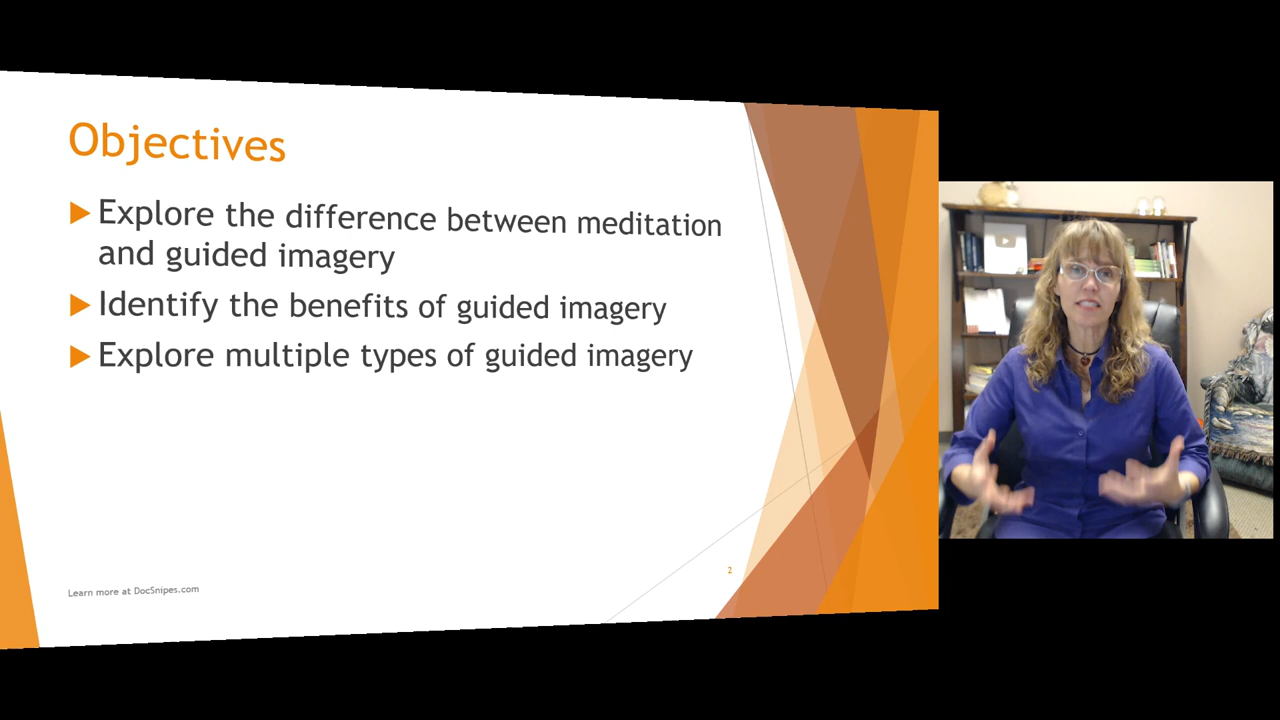 Objectives
Explore the difference between meditation
and guided imagery
Identify the benefits of guided imagery
Explore multiple types of guided imagery
2
Learn more at DocSnipes.com